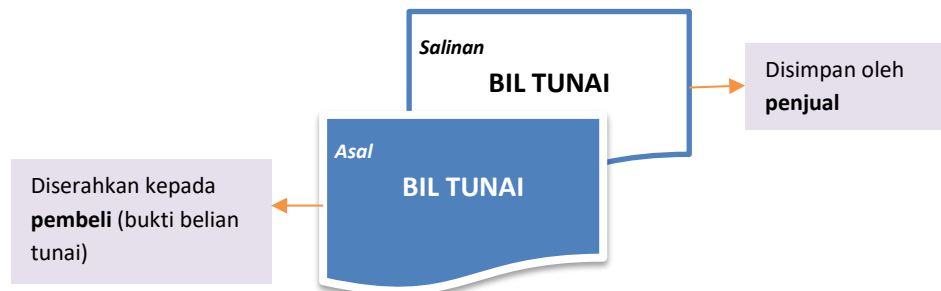 Salinan
BIL TUNAI
Disimpan oleh
penjual
Asal
BIL TUNAI
Diserahkan kepada
pembeli (bukti belian
tunai)